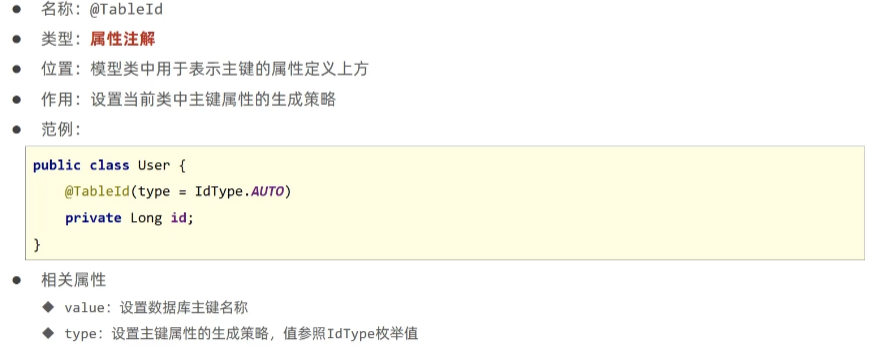 ● 名称：@TableId
● 类型：属性注解
● 位置：模型类中用于表示主键的属性定义上方
● 作用：设置当前类中主键属性的生成策略
● 范例：
public class User {
    @TableId(type = IdType.AUTO)
    private Long id;
}
● 相关属性
◆ value：设置数据库主键名称
◆ type：设置主键属性的生成策略，值参照IdType枚举值